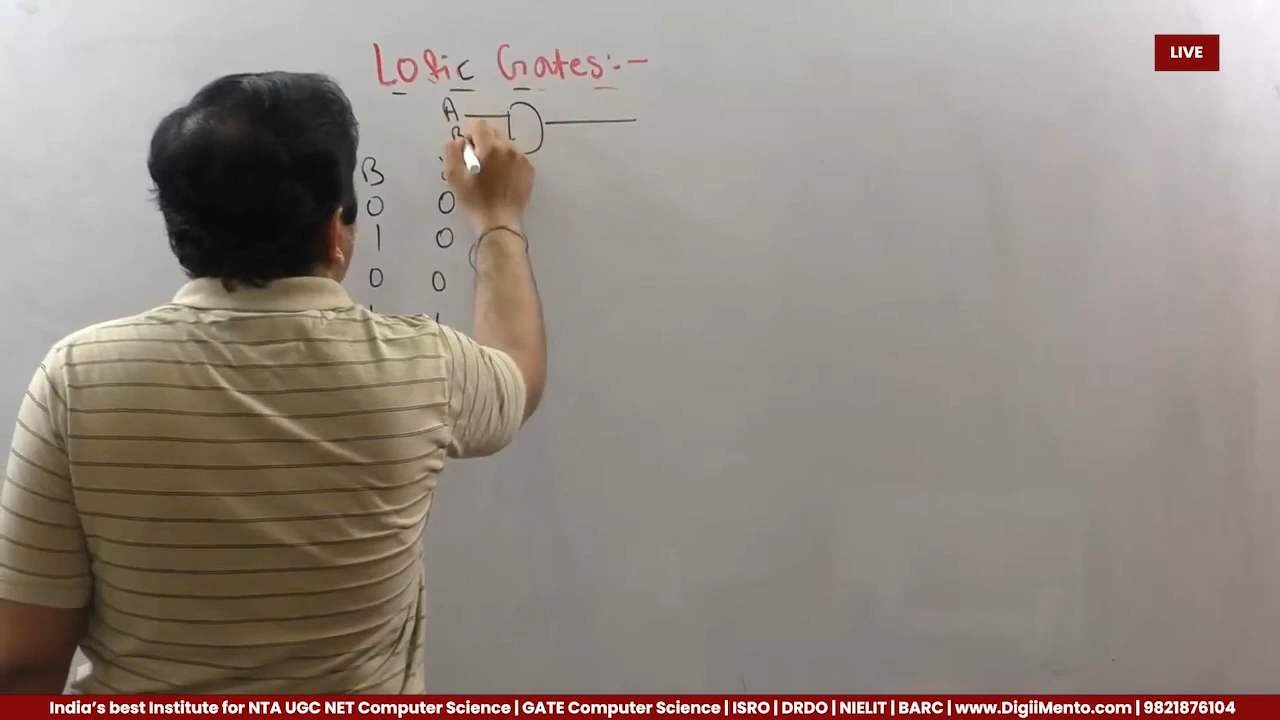 LIVE
Logic Gates:-
A
B
B
0 0
1 0
0 0
India's best Institute for NTA UGC NET Computer Science | GATE Computer Science | ISRO | DRDO | NIELIT | BARC | www.DigiiMento.com | 9821876104